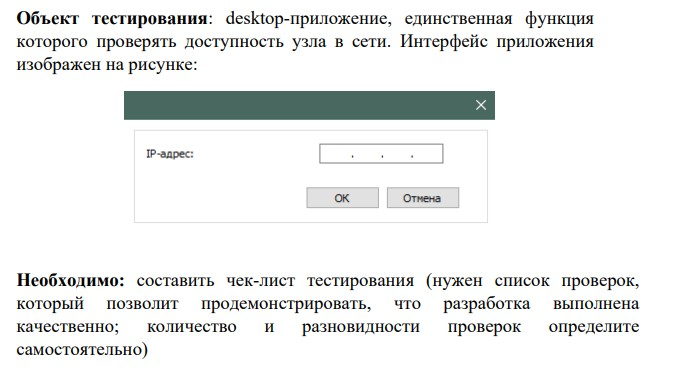 Объект тестирования: desktop-приложение, единственная функция
которого проверять доступность узла в сети. Интерфейс приложения
изображен на рисунке:
IP-адрес: . . .
OK Отмена
Необходимо: составить чек-лист тестирования (нужен список проверок,
который позволит продемонстрировать, что разработка выполнена
качественно; количество и разновидности проверок определите
самостоятельно)